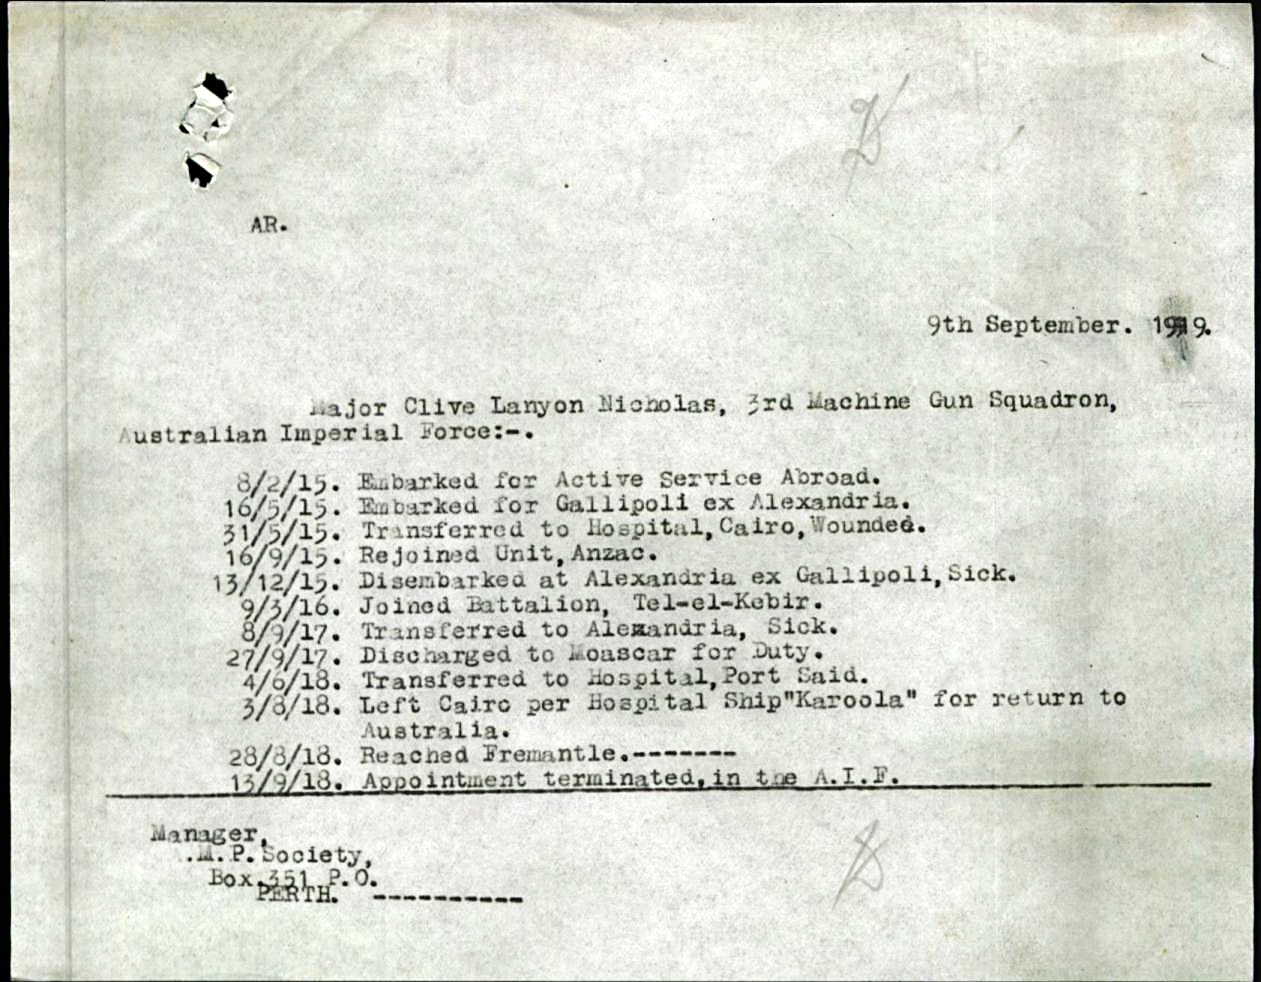 AR.
9th September. 1919.
Major Clive Lanyon Nicholas, 3rd Machine Gun Squadron,
Australian Imperial Force:-.
8/2/15. Embarked for Active Service Abroad.
16/5/15. Embarked for Gallipoli ex Alexandria.
31/5/15. Transferred to Hospital,Cairo,Wounded.
16/9/15. Rejoined Unit,Anzac.
13/12/15. Disembarked at Alexandria ex Gallipoli,Sick.
9/3/16. Joined Battalion, Tel-el-Kebir.
8/9/17. Transferred to Alexandria, Sick.
27/9/17. Discharged to Moascar for Duty.
4/6/18. Transferred to Hospital,Port Said.
3/8/18. Left Cairo per Hospital Ship"Karoola" for return to
Australia.
28/8/18. Reached Fremantle.-------
13/9/18. Appointment terminated,in the A.I.F.
Manager,
.M.P.Society,
Box.351 P.O.
PERTH. ----------